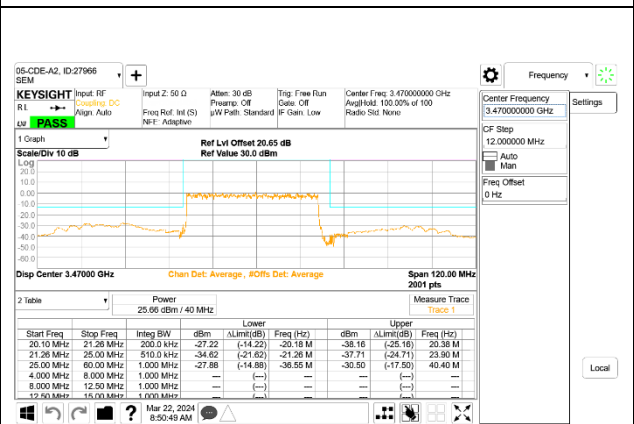 05-CDE-A2, ID:27966
SEM
Frequency
KEYSIGHT
Input: RF
Input Z: 50 Ω
Atten: 30 dB
Trig: Free Run
Center Freq: 3.470000000 GHz
RL
Coupling: DC
Preamp: Off
Gate: Off
Avg|Hold: 100.00% of 100
Align: Auto
Freq Ref: Int (S)
µW Path: Standard
IF Gain: Low
Radio Std: None
PASS
NFE: Adaptive
Center Frequency
3.470000000 GHz
Settings
CF Step
12.000000 MHz
Auto
Man
Freq Offset
0 Hz
1 Graph
Ref Lvl Offset 20.65 dB
Scale/Div 10 dB
Ref Value 30.0 dBm
Log
20.0
10.0
0.00
-10.0
-20.0
-30.0
-40.0
-50.0
-60.0
Disp Center 3.47000 GHz
Chan Det: Average , #Offs Det: Average
Span 120.00 MHz
2001 pts
2 Table
Power
25.66 dBm / 40 MHz
Measure Trace
Trace 1
Lower Upper
Start Freq Stop Freq Integ BW dBm ΔLimit(dB) Freq (Hz) dBm ΔLimit(dB) Freq (Hz)
20.10 MHz 21.26 MHz 200.0 kHz -27.22 (-14.22) -20.18 M -38.16 (-25.16) 20.38 M
21.26 MHz 25.00 MHz 510.0 kHz -34.62 (-21.62) -21.26 M -37.71 (-24.71) 23.90 M
25.00 MHz 60.00 MHz 1.000 MHz -27.88 (-14.88) -36.55 M -30.50 (-17.50) 40.40 M
4.000 MHz 8.000 MHz 1.000 MHz --- (---) --- --- (---) ---
8.000 MHz 12.50 MHz 1.000 MHz --- (---) --- --- (---) ---
12.50 MHz 15.00 MHz 1.000 MHz --- (---) --- --- (---) ---
Local
Mar 22, 2024
8:50:49 AM